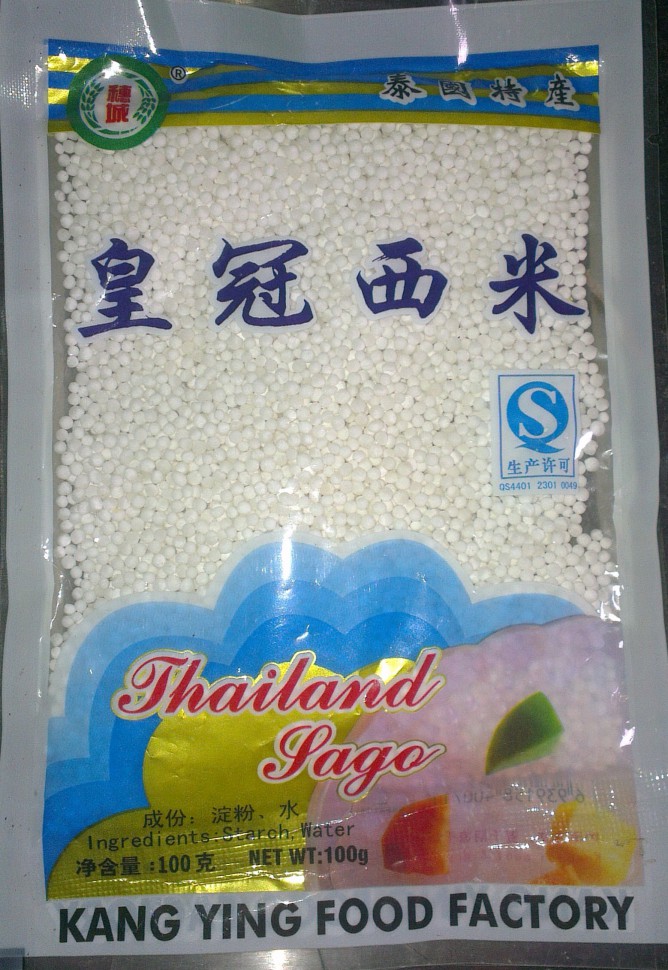 穗城
®
泰國特產
皇冠西米
生产许可
QS4401 2301 0049
Thailand
Sago
成份：淀粉、水
Ingredients:Starch,Water
净含量:100克 NET WT:100g
KANG YING FOOD FACTORY